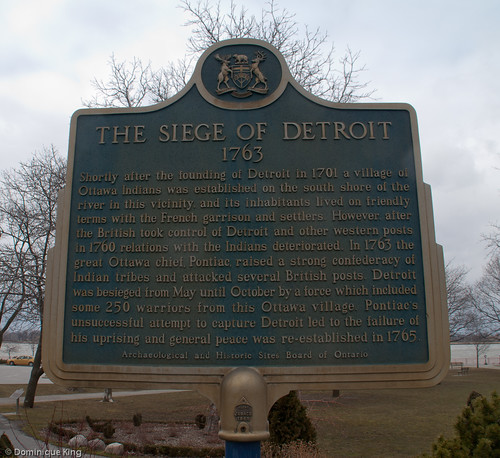 THE SIEGE OF DETROIT
1763
Shortly after the founding of Detroit in 1701 a village of
Ottawa Indians was established on the south shore of the
river in this vicinity, and its inhabitants lived on friendly
terms with the French garrison and settlers. However, after
the British took control of Detroit and other western posts
in 1760 relations with the Indians deteriorated. In 1763 the
great Ottawa chief, Pontiac, raised a strong confederacy of
Indian tribes and attacked several British posts. Detroit
was besieged from May until October by a force which included
some 250 warriors from this Ottawa village. Pontiac's
unsuccessful attempt to capture Detroit led to the failure of
his uprising and general peace was re-established in 1765
Archaeological and Historic Sites Board of Ontario
© Dominique King